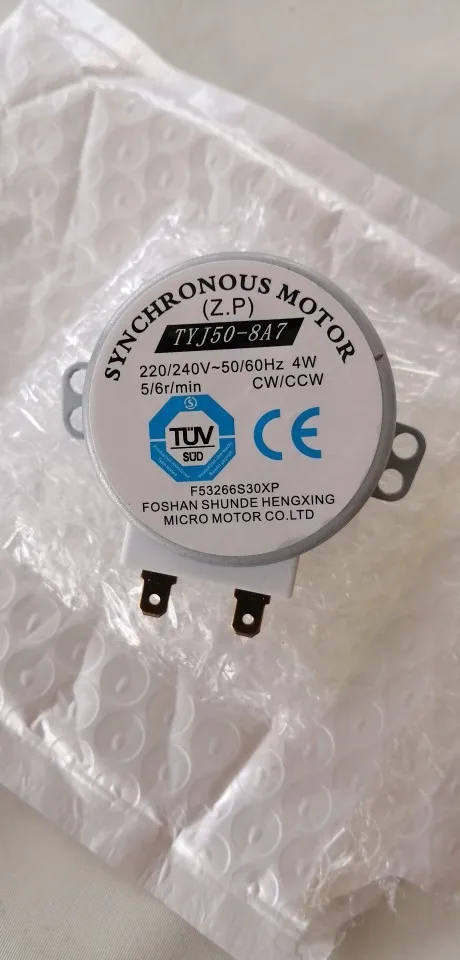 SYNCHRONOUS MOTOR
(Z.P)
TYJ50-8A7
220/240V~50/60Hz 4W
5/6r/min CW/CCW
TÜV
SÜD
CE
F53266S30XP
FOSHAN SHUNDE HENGXING
MICRO MOTOR CO.LTD